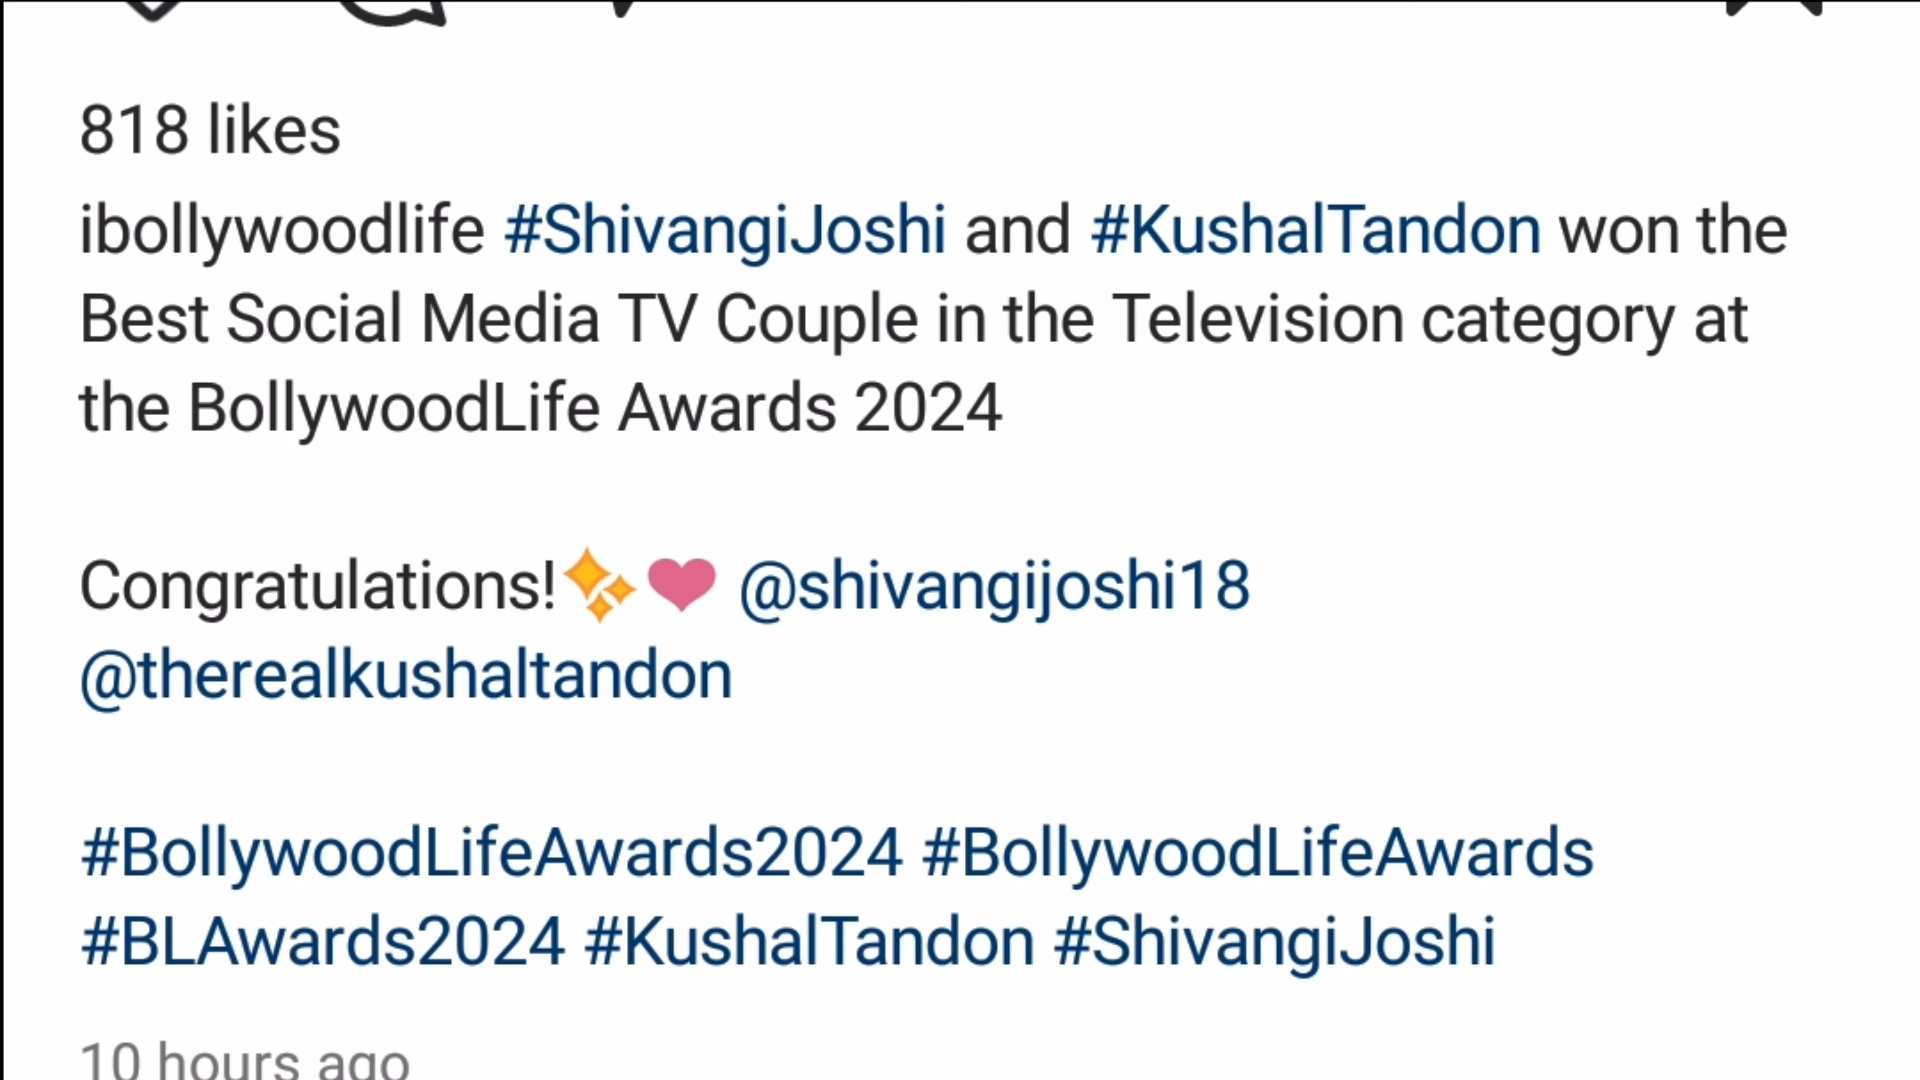 818 likes
ibollywoodlife #ShivangiJoshi and #KushalTandon won the
Best Social Media TV Couple in the Television category at
the BollywoodLife Awards 2024
Congratulations!✨🩷 @shivangijoshi18
@therealkushaltandon
#BollywoodLifeAwards2024 #BollywoodLifeAwards
#BLAwards2024 #KushalTandon #ShivangiJoshi
10 hours ago